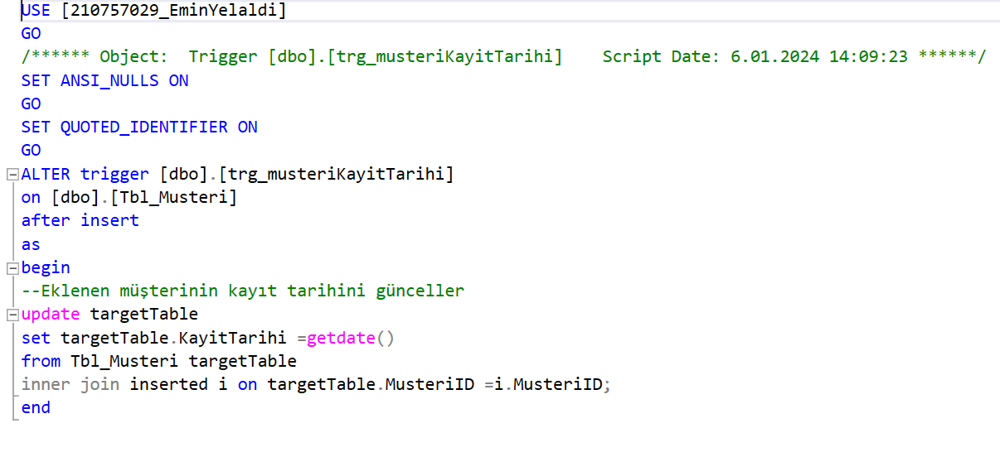 USE [210757029_EminYelaldi]
GO
/****** Object:  Trigger [dbo].[trg_musteriKayitTarihi]    Script Date: 6.01.2024 14:09:23 ******/
SET ANSI_NULLS ON
GO
SET QUOTED_IDENTIFIER ON
GO
ALTER trigger [dbo].[trg_musteriKayitTarihi]
on [dbo].[Tbl_Musteri]
after insert
as
begin
--Eklenen müşterinin kayıt tarihini günceller
update targetTable
set targetTable.KayitTarihi =getdate()
from Tbl_Musteri targetTable
inner join inserted i on targetTable.MusteriID =i.MusteriID;
end